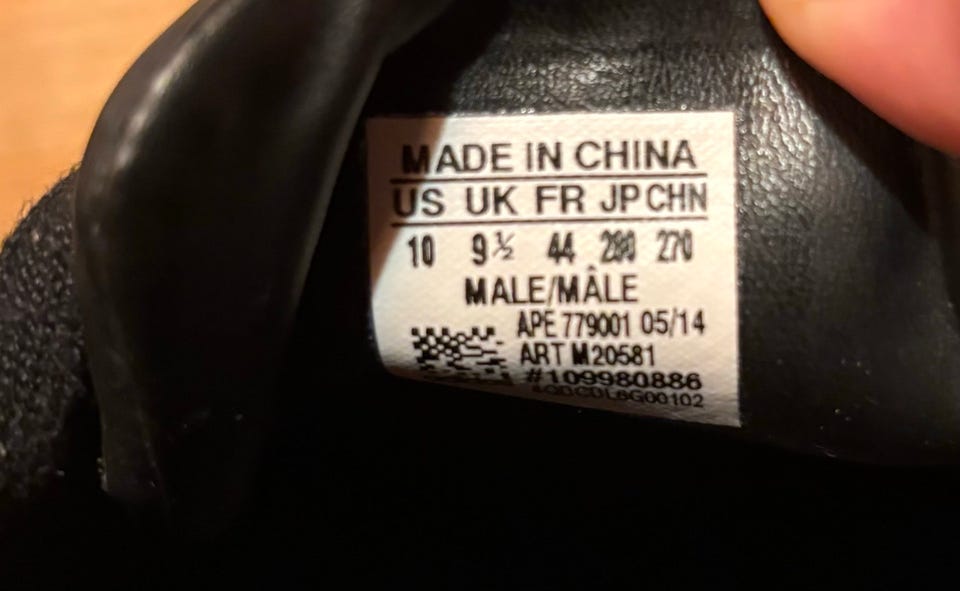 MADE IN CHINA
US UK FR JP CHN
10 9½ 44 280 270
MALE/MÂLE
APE 779001 05/14
ART M20581
#109980886